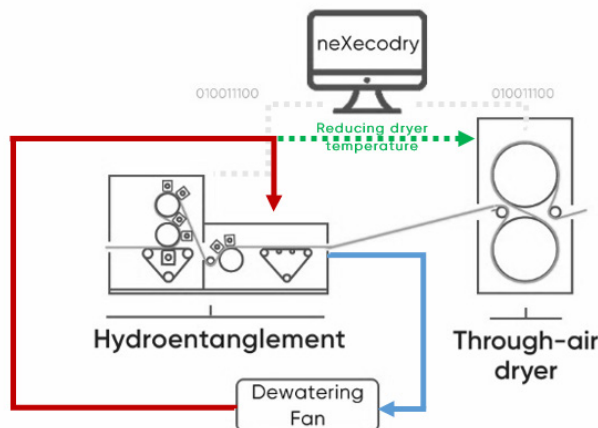 neXecodry
010011100
010011100
Reducing dryer
temperature
Hydroentanglement
Through-air
dryer
Dewatering
Fan